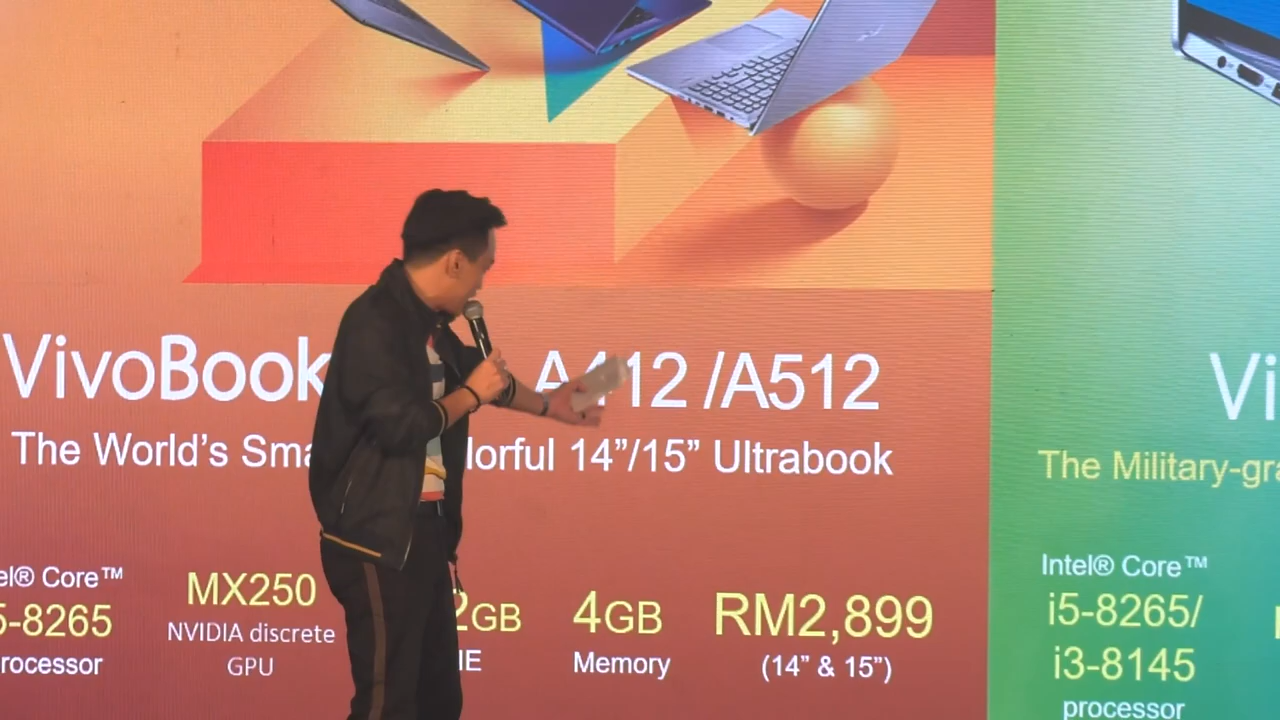 VivoBook A412 /A512
The World's Sma lorful 14"/15" Ultrabook
el® Core™
5-8265
rocessor
MX250
NVIDIA discrete
GPU
2GB
IE
4GB
Memory
RM2,899
(14" & 15")
Vi
The Military-gra
Intel® Core™
i5-8265/
i3-8145
processor